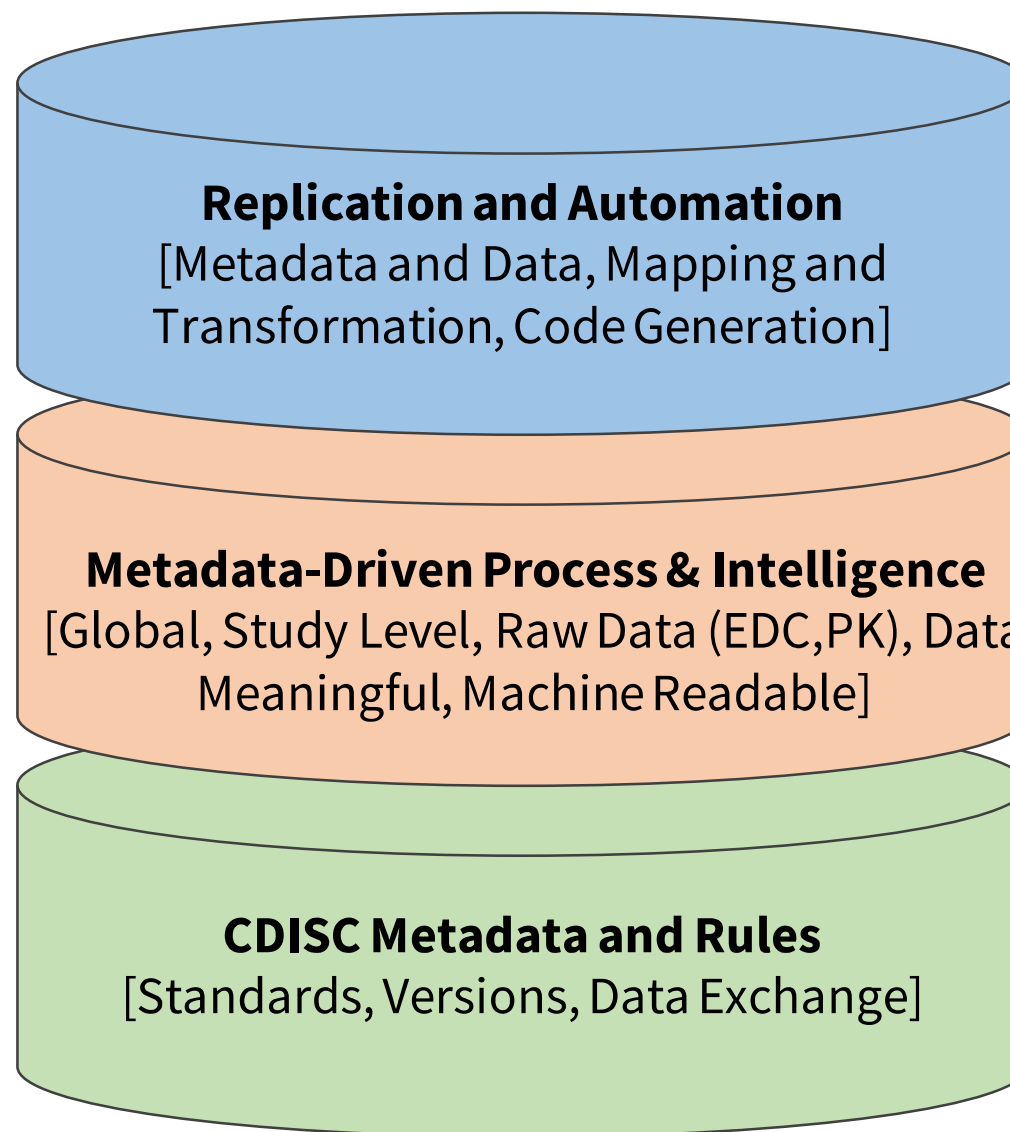 Replication and Automation
[Metadata and Data, Mapping and
Transformation, Code Generation]
Metadata-Driven Process & Intelligence
[Global, Study Level, Raw Data (EDC,PK), Data
Meaningful, Machine Readable]
CDISC Metadata and Rules
[Standards, Versions, Data Exchange]